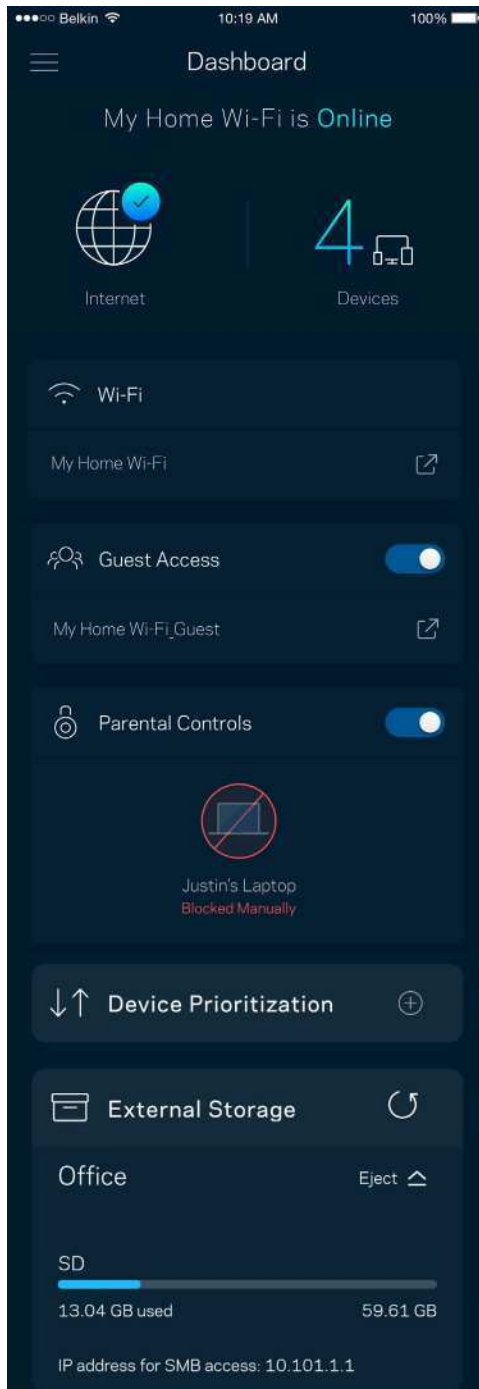 Belkin 10:19 AM 100%
Dashboard
My Home Wi-Fi is Online
4
Internet Devices
Wi-Fi
My Home Wi-Fi
Guest Access
My Home Wi-Fi_Guest
Parental Controls
Justin's Laptop
Blocked Manually
Device Prioritization
External Storage
Office Eject
SD
13.04 GB used 59.61 GB
IP address for SMB access: 10.101.1.1